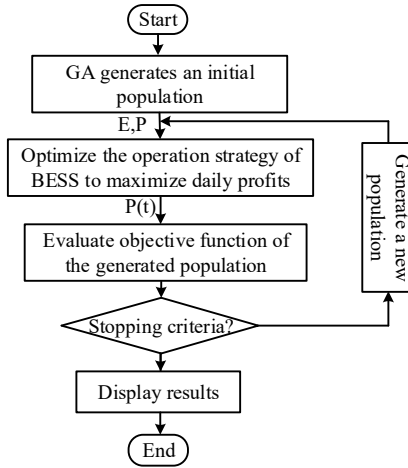 Start
GA generates an initial
population
E,P
Optimize the operation strategy of
BESS to maximize daily profits
P(t)
Evaluate objective function of
the generated population
Generate a new
population
Stopping criteria?
Display results
End